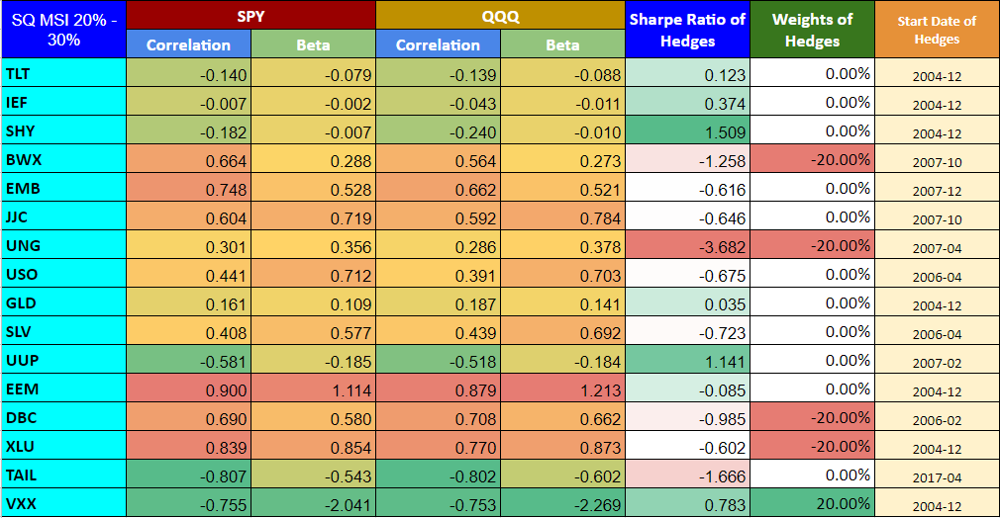 SQ MSI 20% - 30% SPY QQQ Sharpe Ratio of Hedges Weights of Hedges Start Date of Hedges
Correlation Beta Correlation Beta
TLT -0.140 -0.079 -0.139 -0.088 0.123 0.00% 2004-12
IEF -0.007 -0.002 -0.043 -0.011 0.374 0.00% 2004-12
SHY -0.182 -0.007 -0.240 -0.010 1.509 0.00% 2004-12
BWX 0.664 0.288 0.564 0.273 -1.258 -20.00% 2007-10
EMB 0.748 0.528 0.662 0.521 -0.616 0.00% 2007-12
JJC 0.604 0.719 0.592 0.784 -0.646 0.00% 2007-10
UNG 0.301 0.356 0.286 0.378 -3.682 -20.00% 2007-04
USO 0.441 0.712 0.391 0.703 -0.675 0.00% 2006-04
GLD 0.161 0.109 0.187 0.141 0.035 0.00% 2004-12
SLV 0.408 0.577 0.439 0.692 -0.723 0.00% 2006-04
UUP -0.581 -0.185 -0.518 -0.184 1.141 0.00% 2007-02
EEM 0.900 1.114 0.879 1.213 -0.085 0.00% 2004-12
DBC 0.690 0.580 0.708 0.662 -0.985 -20.00% 2006-02
XLU 0.839 0.854 0.770 0.873 -0.602 -20.00% 2004-12
TAIL -0.807 -0.543 -0.802 -0.602 -1.666 0.00% 2017-04
VXX -0.755 -2.041 -0.753 -2.269 0.783 20.00% 2004-12